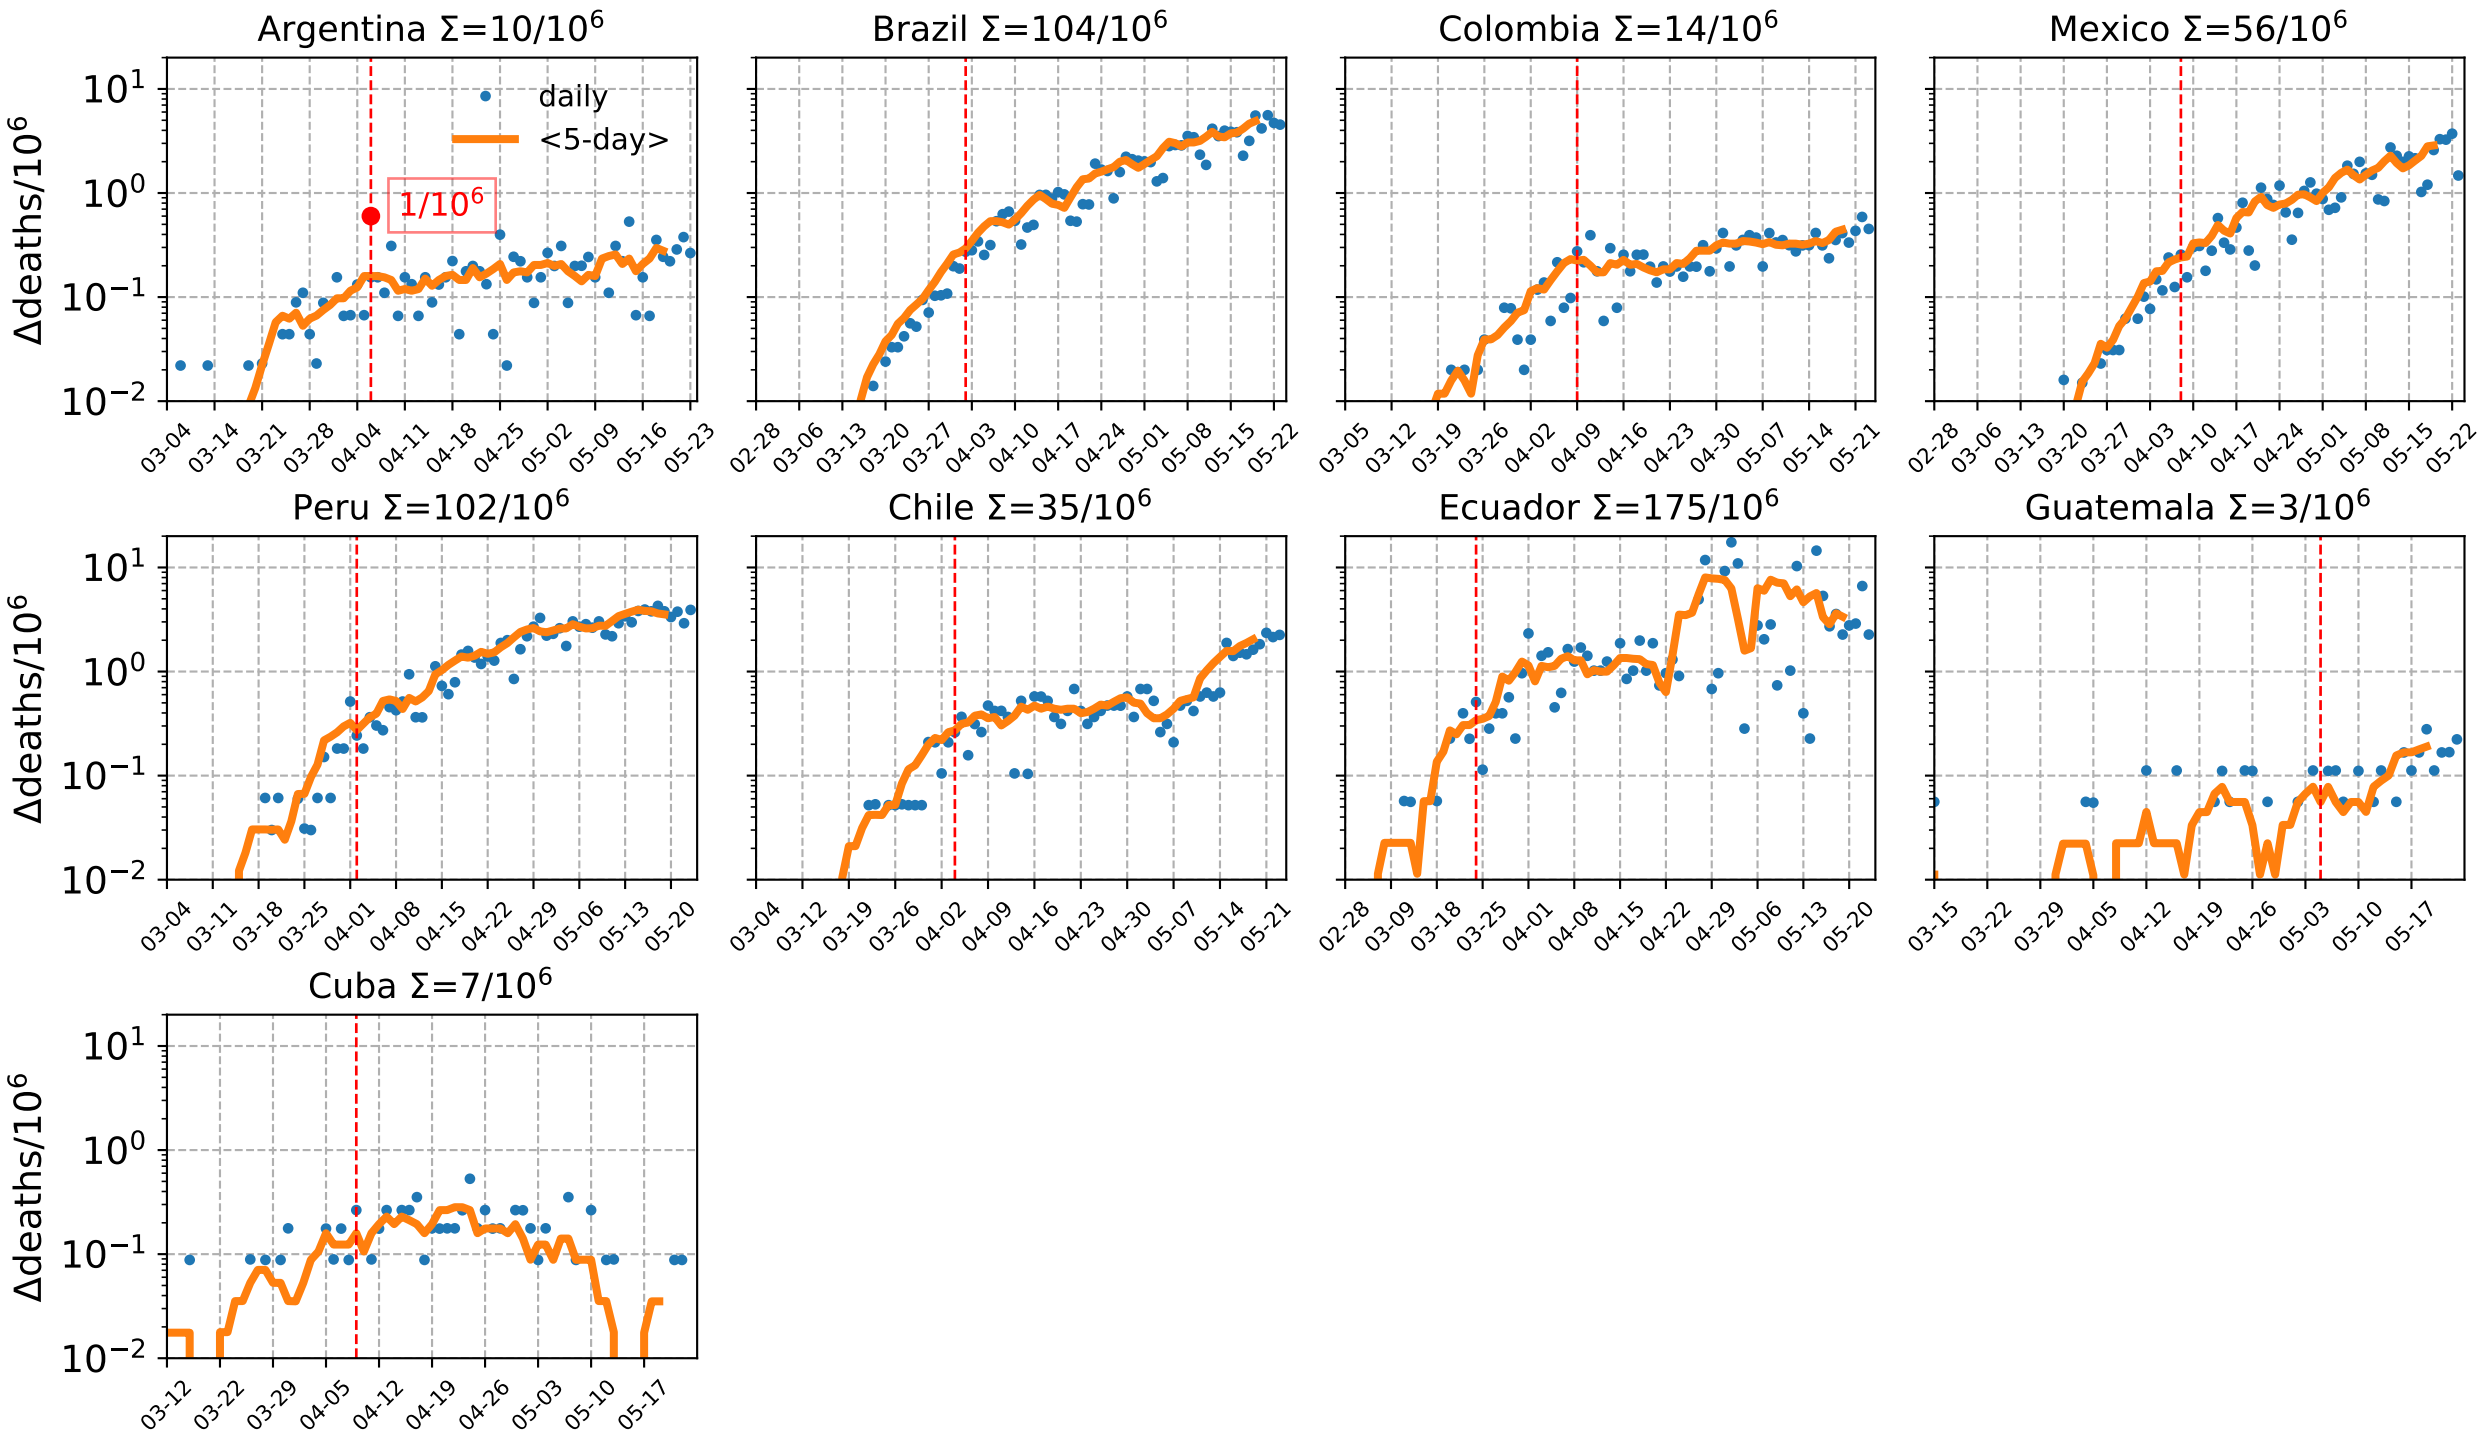 Argentina Σ=10/10⁶
Brazil Σ=104/10⁶
Colombia Σ=14/10⁶
Mexico Σ=56/10⁶
Δdeaths/10⁶
10¹
10⁰
10⁻¹
10⁻²
daily
<5-day>
1/10⁶
03-04 03-14 03-21 03-28 04-04 04-11 04-18 04-25 05-02 05-09 05-16 05-23
02-28 03-06 03-13 03-20 03-27 04-03 04-10 04-17 04-24 05-01 05-08 05-15 05-22
03-05 03-12 03-19 03-26 04-02 04-09 04-16 04-23 04-30 05-07 05-14 05-21
02-28 03-06 03-13 03-20 03-27 04-03 04-10 04-17 04-24 05-01 05-08 05-15 05-22
Peru Σ=102/10⁶
Chile Σ=35/10⁶
Ecuador Σ=175/10⁶
Guatemala Σ=3/10⁶
Δdeaths/10⁶
10¹
10⁰
10⁻¹
10⁻²
03-04 03-11 03-18 03-25 04-01 04-08 04-15 04-22 04-29 05-06 05-13 05-20
03-04 03-12 03-19 03-26 04-02 04-09 04-16 04-23 04-30 05-07 05-14 05-21
02-28 03-09 03-18 03-25 04-01 04-08 04-15 04-22 04-29 05-06 05-13 05-20
03-15 03-22 03-29 04-05 04-12 04-19 04-26 05-03 05-10 05-17
Cuba Σ=7/10⁶
Δdeaths/10⁶
10¹
10⁰
10⁻¹
10⁻²
03-12 03-22 03-29 04-05 04-12 04-19 04-26 05-03 05-10 05-17